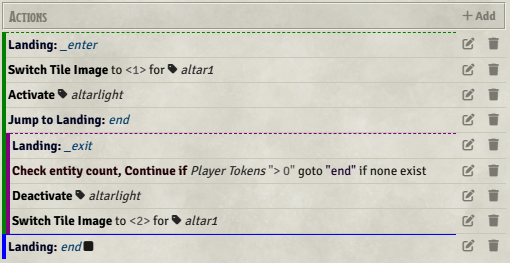 Actions + Add
Landing: _enter
Switch Tile Image to <1> for altar1
Activate altarlight
Jump to Landing: end
Landing: _exit
Check entity count, Continue if Player Tokens "> 0" goto "end" if none exist
Deactivate altarlight
Switch Tile Image to <2> for altar1
Landing: end